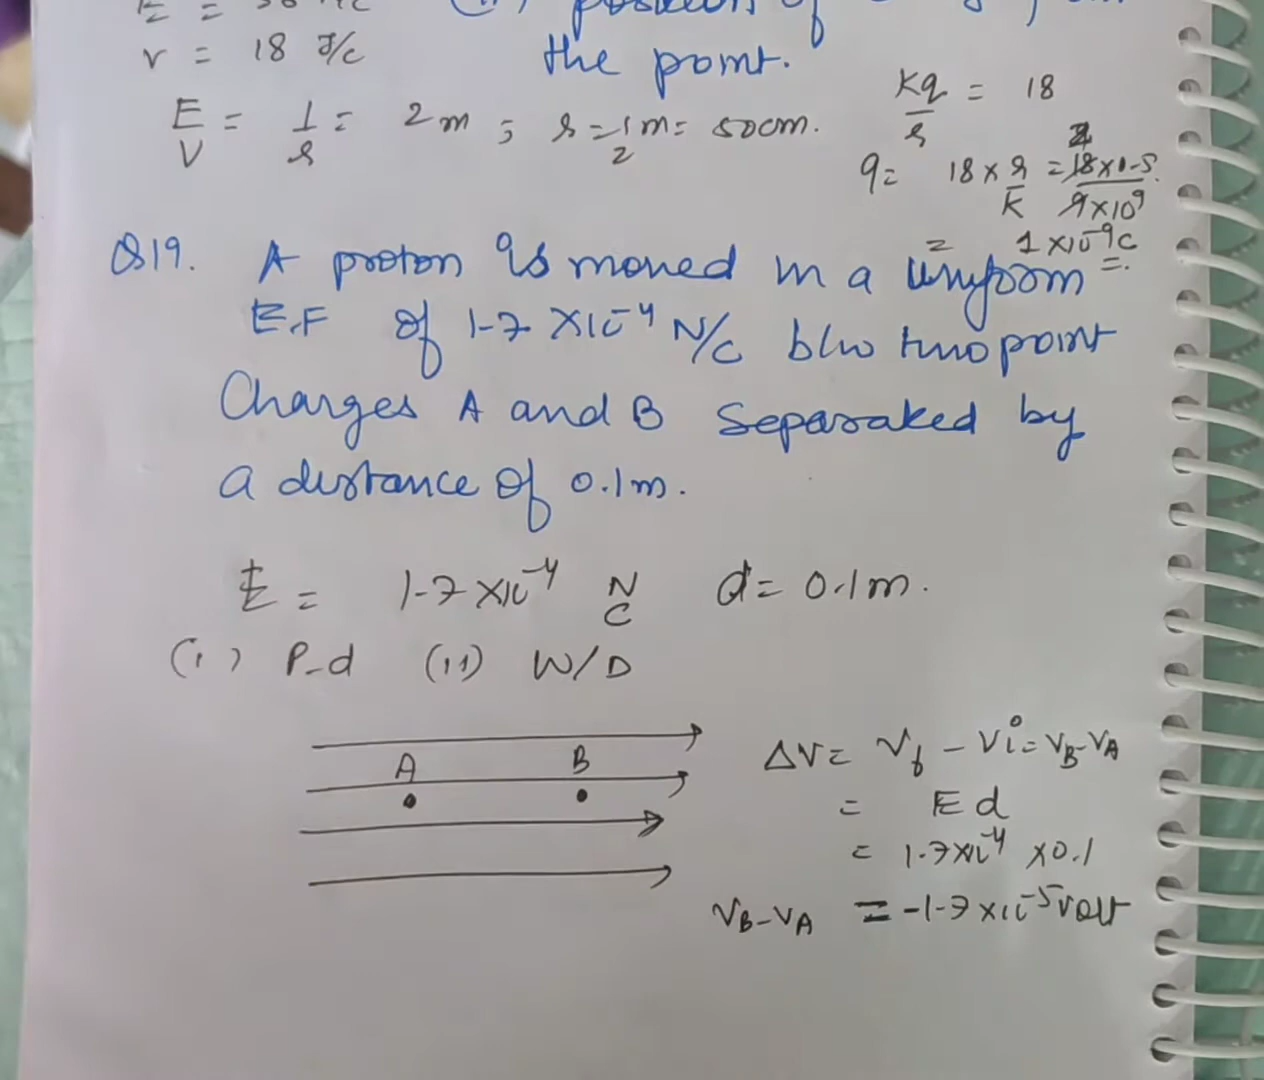 v = 18 J/C
the point.
E/V = 1/r = 2m ; r = 1/2 m = 50cm.
Kq/r = 18
q = 18 × r/K = 18×0.5/9×10⁹
= 1 × 10⁻⁹ C
Q19. A proton is moved in a uniform
E.F of 1.7 × 10⁻⁴ N/C b/w two point
Charges A and B Separated by
a distance of 0.1m.
E = 1.7 × 10⁻⁴ N/C d = 0.1m.
(i) P.d (ii) W/D
A B
ΔV = Vf - Vi = VB - VA
= Ed
= 1.7×10⁻⁴ × 0.1
VB - VA = -1.7 × 10⁻⁵ volt